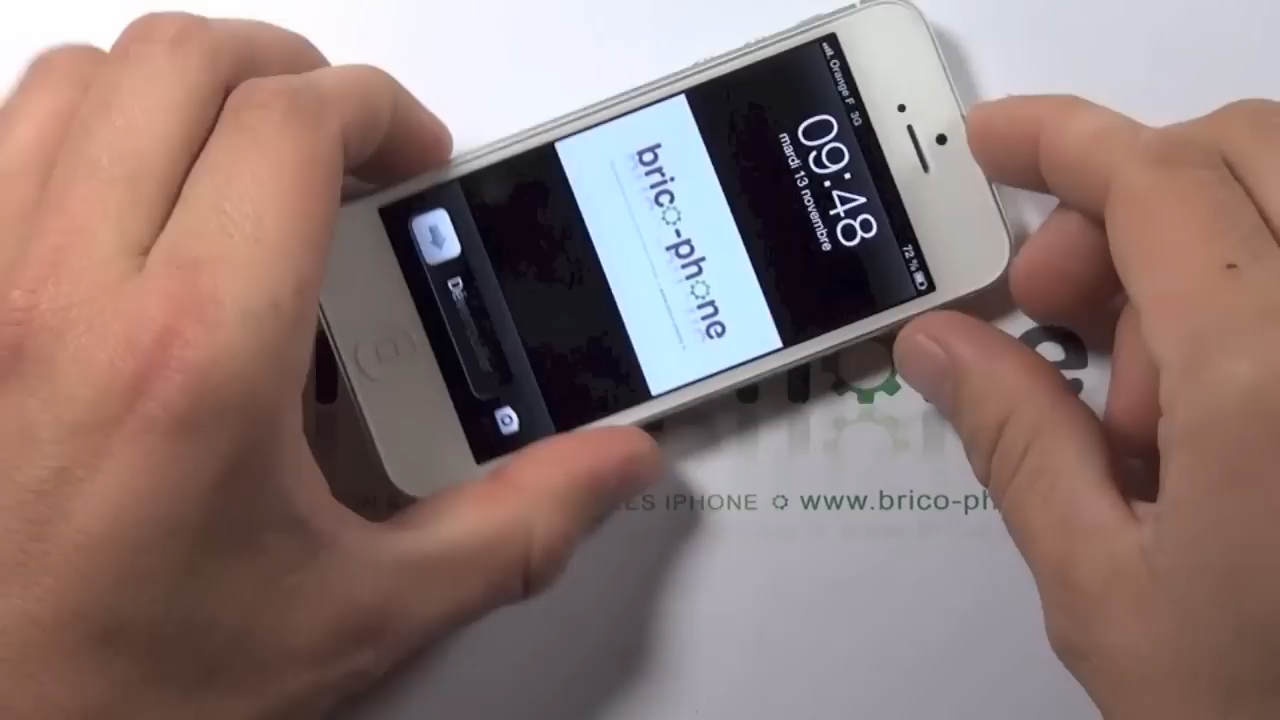 Orange F 3G
72 %
09:48
mardi 13 novembre
brico-phone
IPHONE
www.brico-ph